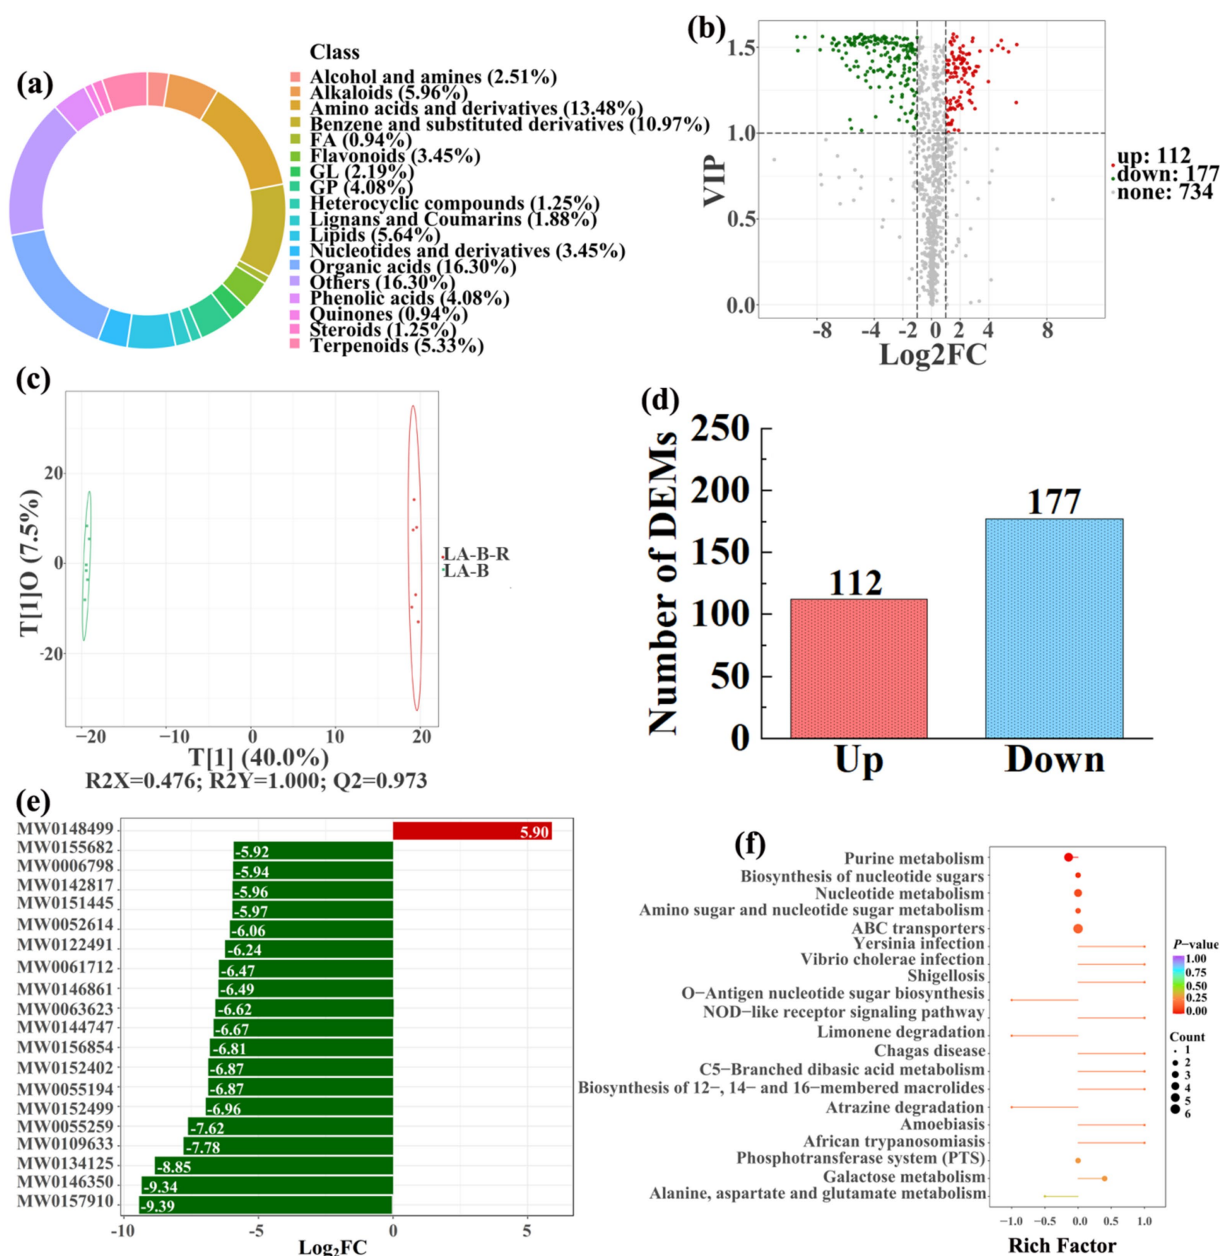 (a)
Class
Alcohol and amines (2.51%)
Alkaloids (5.96%)
Amino acids and derivatives (13.48%)
Benzene and substituted derivatives (10.97%)
FA (0.94%)
Flavonoids (3.45%)
GL (2.19%)
GP (4.08%)
Heterocyclic compounds (1.25%)
Lignans and Coumarins (1.88%)
Lipids (5.64%)
Nucleotides and derivatives (3.45%)
Organic acids (16.30%)
Others (16.30%)
Phenolic acids (4.08%)
Quinones (0.94%)
Steroids (1.25%)
Terpenoids (5.33%)
(b)
VIP
1.5
1.0
0.5
0.0
-8 -4 -2 0 2 4 8
Log2FC
up: 112
down: 177
none: 734
(c)
T[1]O (7.5%)
20
0
-20
−20 −10 0 10 20
T[1] (40.0%)
R2X=0.476; R2Y=1.000; Q2=0.973
LA-B-R
LA-B
(d)
Number of DEMs
250
200
150
100
50
0
112
177
Up Down
(e)
MW0148499 5.90
MW0155682 -5.92
MW0006798 -5.94
MW0142817 -5.96
MW0151445 -5.97
MW0052614 -6.06
MW0122491 -6.24
MW0061712 -6.47
MW0146861 -6.49
MW0063623 -6.62
MW0144747 -6.67
MW0156854 -6.81
MW0152402 -6.87
MW0055194 -6.87
MW0152499 -6.96
MW0055259 -7.62
MW0109633 -7.78
MW0134125 -8.85
MW0146350 -9.34
MW0157910 -9.39
-10 -5 0 5
Log₂FC
(f)
Purine metabolism
Biosynthesis of nucleotide sugars
Nucleotide metabolism
Amino sugar and nucleotide sugar metabolism
ABC transporters
Yersinia infection
Vibrio cholerae infection
Shigellosis
O−Antigen nucleotide sugar biosynthesis
NOD−like receptor signaling pathway
Limonene degradation
Chagas disease
C5−Branched dibasic acid metabolism
Biosynthesis of 12−, 14− and 16−membered macrolides
Atrazine degradation
Amoebiasis
African trypanosomiasis
Phosphotransferase system (PTS)
Galactose metabolism
Alanine, aspartate and glutamate metabolism
−1.0 −0.5 0.0 0.5 1.0
Rich Factor
P−value
1.00
0.75
0.50
0.25
0.00
Count
1
2
3
4
5
6